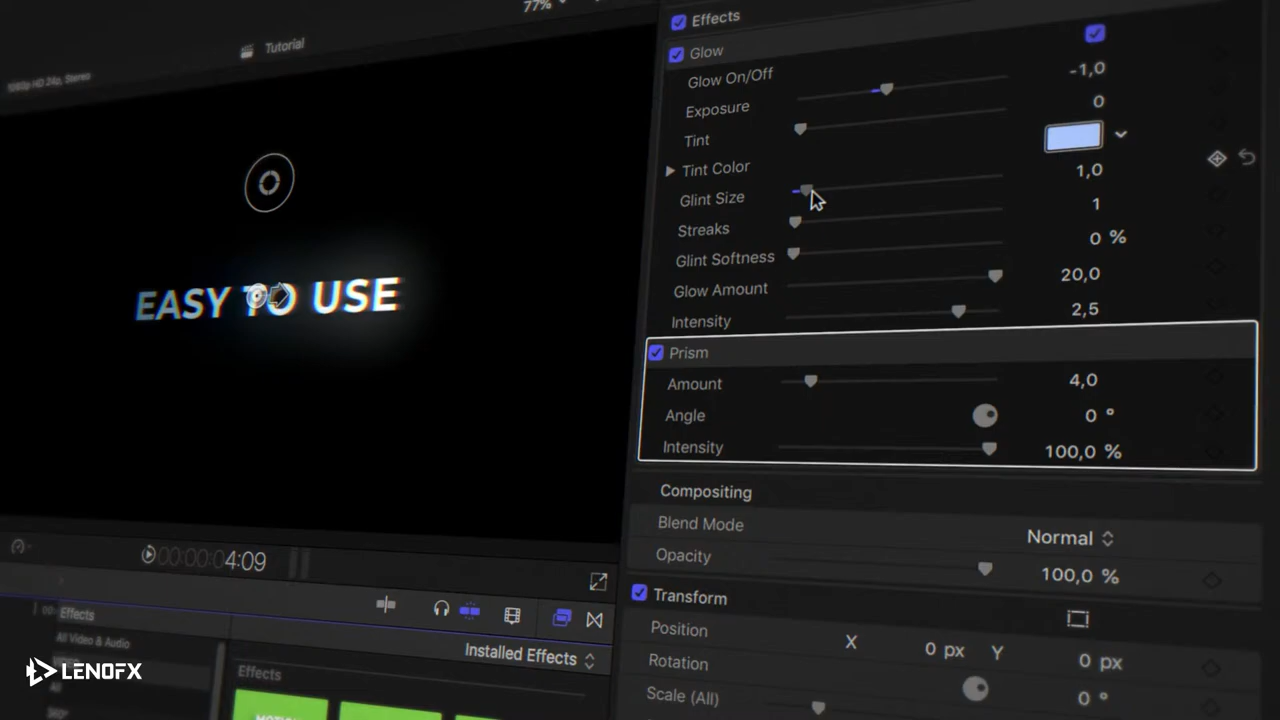 77%
Tutorial
1080p HD 24p, Stereo
EASY TO USE
00:00:00:04:09
Effects
All Video & Audio
All
360°
Installed Effects
Effects
LENOFX
Effects
Glow
Glow On/Off
Exposure -1,0
Tint 0
Tint Color
Glint Size 1,0
Streaks 1
Glint Softness 0 %
Glow Amount 20,0
Intensity 2,5
Prism
Amount 4,0
Angle 0 °
Intensity 100,0 %
Compositing
Blend Mode Normal
Opacity 100,0 %
Transform
Position X 0 px Y 0 px
Rotation 0 °
Scale (All)